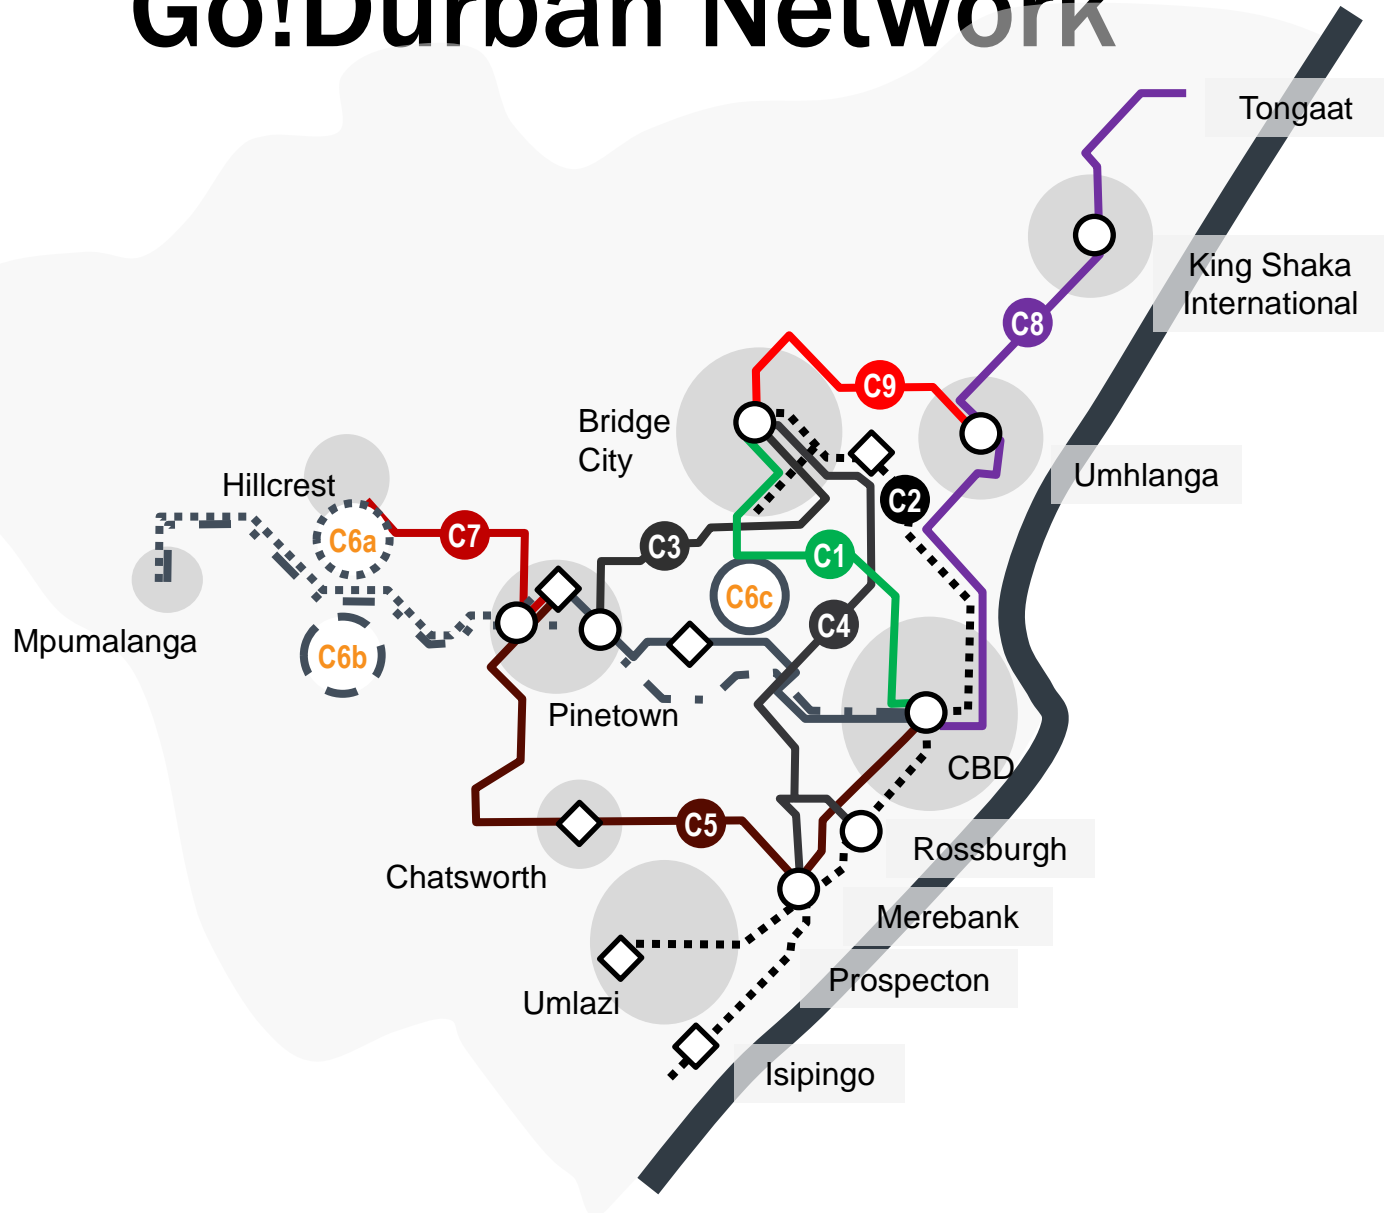 Go!Durban Network
Tongaat
King Shaka
International
C8
C9
Bridge
City
Umhlanga
Hillcrest
C2
C6a
C7
C3
C1
C6c
C4
Mpumalanga
C6b
Pinetown
CBD
C5
Rossburgh
Chatsworth
Merebank
Prospecton
Umlazi
Isipingo